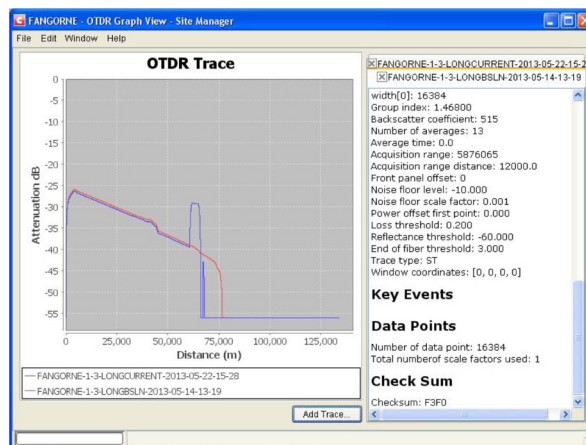 FANGORNE - OTDR Graph View - Site Manager
File Edit Window Help
OTDR Trace
0
-5
-10
-15
-20
-25
-30
-35
-40
-45
-50
-55
Attenuation dB
0 25,000 50,000 75,000 100,000 125,000
Distance (m)
FANGORNE-1-3-LONGCURRENT-2013-05-22-15-28
FANGORNE-1-3-LONGBSLN-2013-05-14-13-19
Add Trace...
FANGORNE-1-3-LONGCURRENT-2013-05-22-15-2
FANGORNE-1-3-LONGBSLN-2013-05-14-13-19
width[0]: 16384
Group index: 1.46800
Backscatter coefficient: 515
Number of averages: 13
Average time: 0.0
Acquisition range: 5876065
Acquisition range distance: 12000.0
Front panel offset: 0
Noise floor level: -10.000
Noise floor scale factor: 0.001
Power offset first point: 0.000
Loss threshold: 0.200
Reflectance threshold: -60.000
End of fiber threshold: 3.000
Trace type: ST
Window coordinates: [0, 0, 0, 0]
Key Events
Data Points
Number of data point: 16384
Total numberof scale factors used: 1
Check Sum
Checksum: F3F0